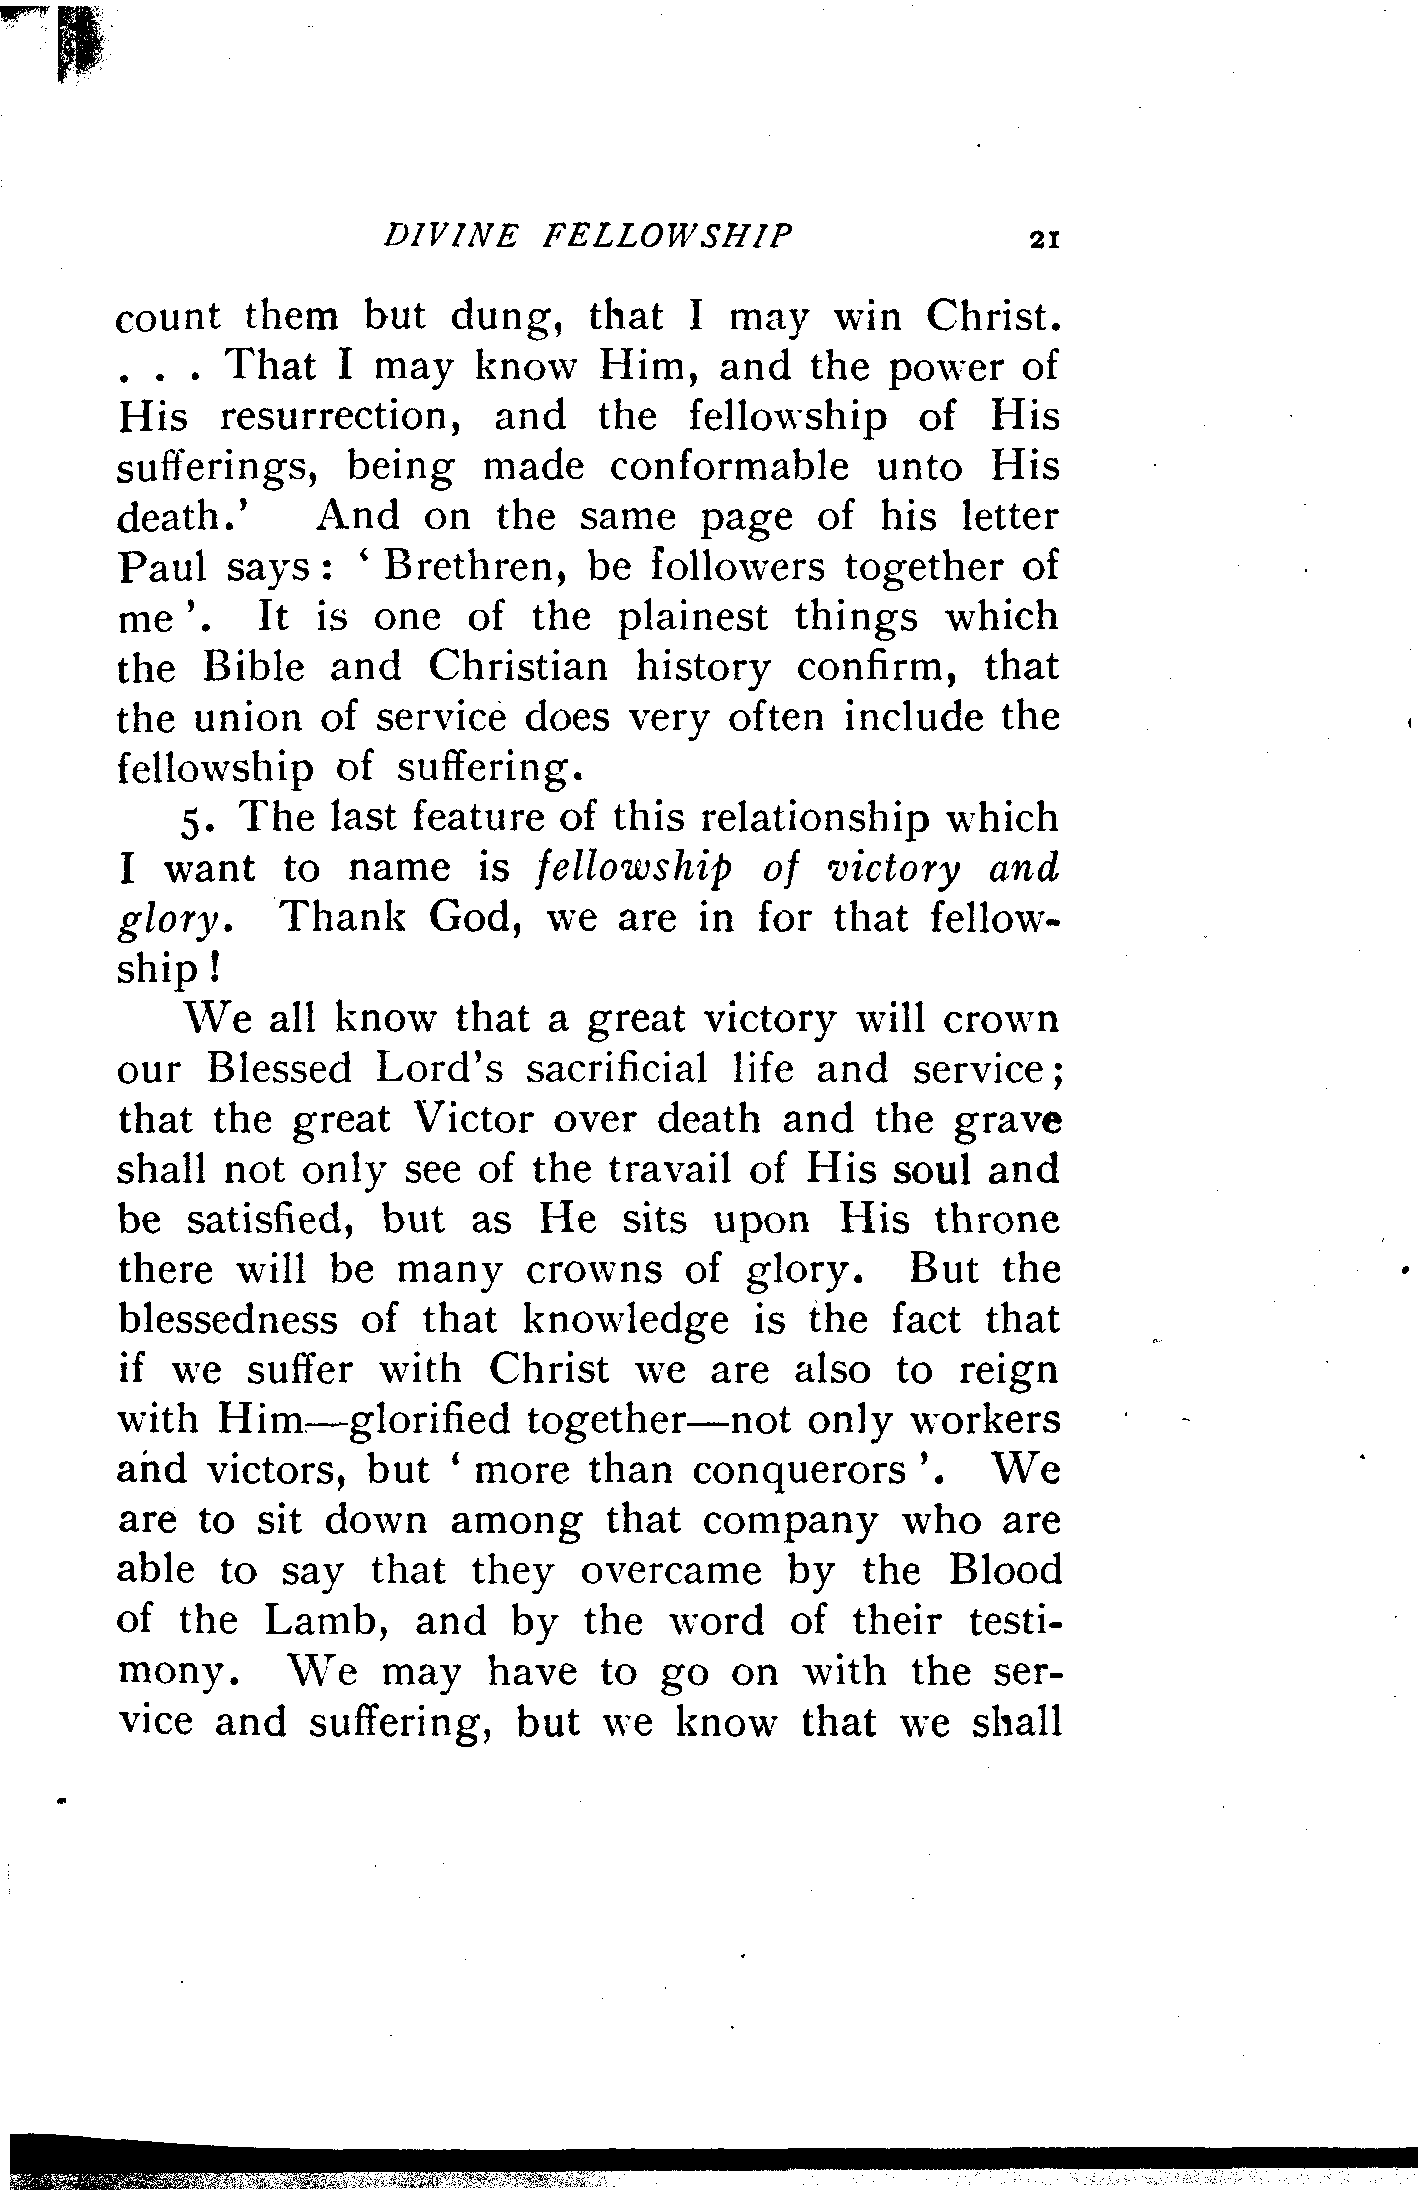 DIVINE FELLOWSHIP 21
count them but dung, that I may win Christ.
. . . That I may know Him, and the power of
His resurrection, and the fellowship of His
sufferings, being made conformable unto His
death.’ And on the same page of his letter
Paul says : ‘ Brethren, be followers together of
me ’. It is one of the plainest things which
the Bible and Christian history confirm, that
the union of service does very often include the
fellowship of suffering.
5. The last feature of this relationship which
I want to name is fellowship of victory and
glory. Thank God, we are in for that fellow-
ship !
We all know that a great victory will crown
our Blessed Lord’s sacrificial life and service;
that the great Victor over death and the grave
shall not only see of the travail of His soul and
be satisfied, but as He sits upon His throne
there will be many crowns of glory. But the
blessedness of that knowledge is the fact that
if we suffer with Christ we are also to reign
with Him—glorified together—not only workers
and victors, but ‘ more than conquerors ’. We
are to sit down among that company who are
able to say that they overcame by the Blood
of the Lamb, and by the word of their testi-
mony. We may have to go on with the ser-
vice and suffering, but we know that we shall